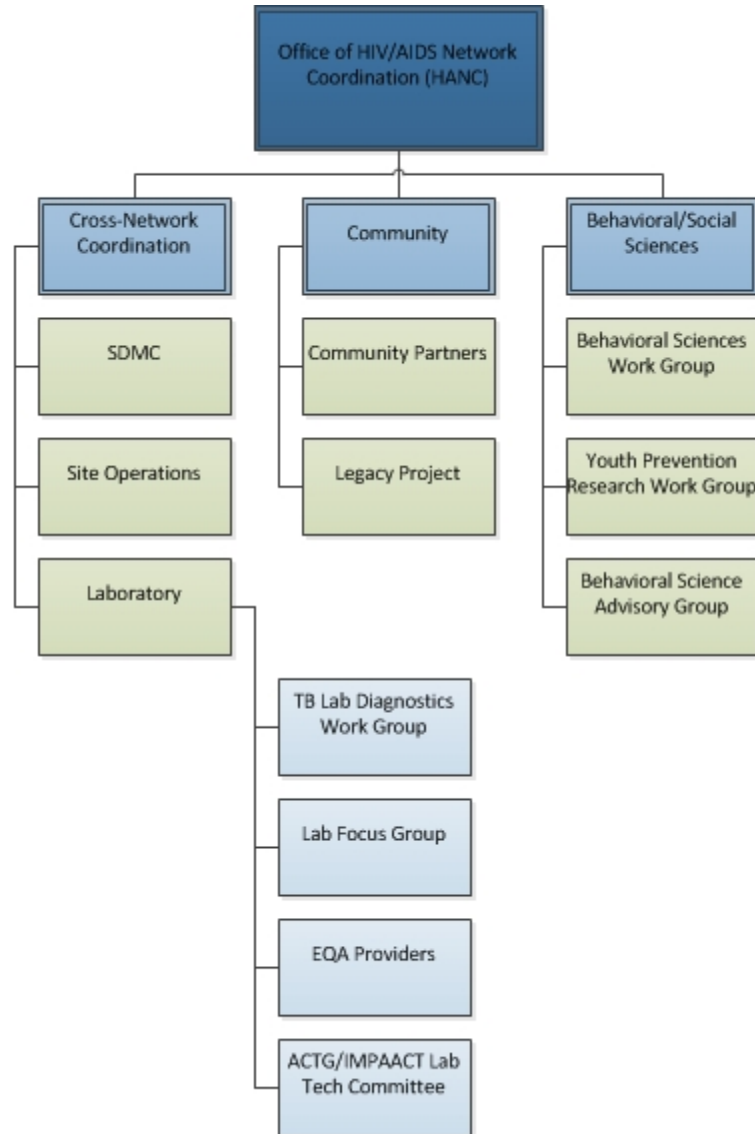 Office of HIV/AIDS Network
Coordination (HANC)
Cross-Network
Coordination
Community
Behavioral/Social
Sciences
SDMC
Community Partners
Behavioral Sciences
Work Group
Site Operations
Legacy Project
Youth Prevention
Research Work Group
Laboratory
Behavioral Science
Advisory Group
TB Lab Diagnostics
Work Group
Lab Focus Group
EQA Providers
ACTG/IMPAACT Lab
Tech Committee